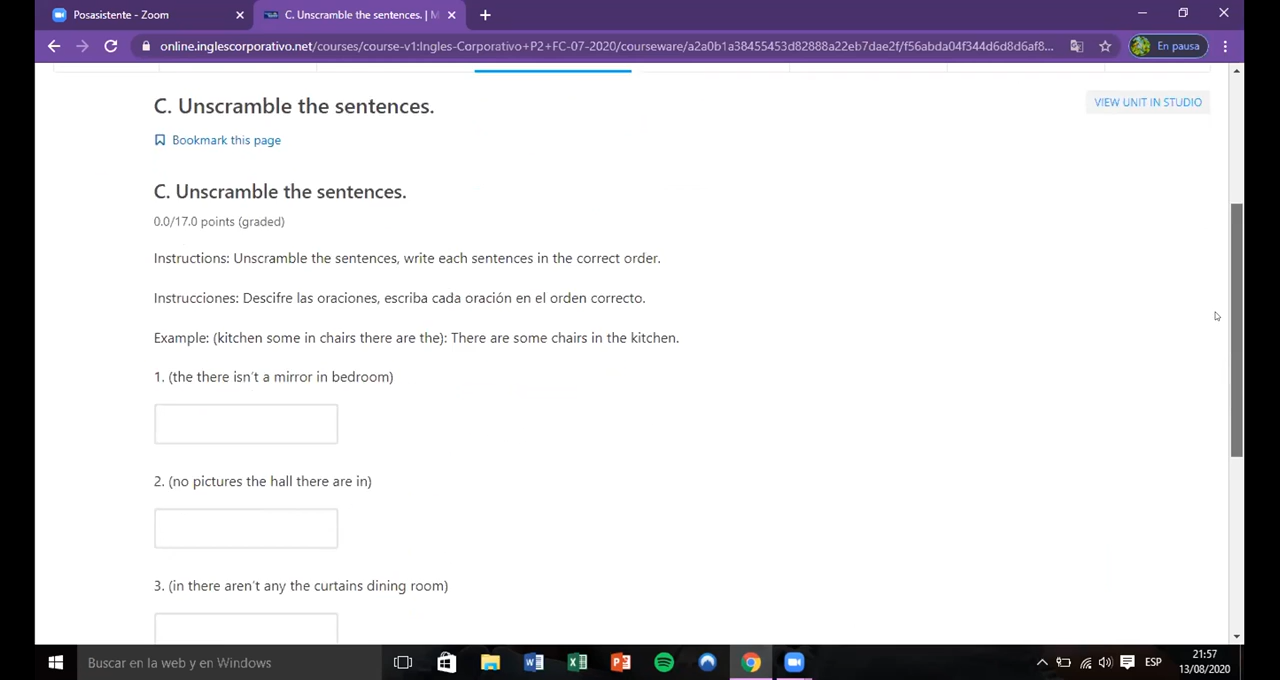 Posasistente - Zoom
C. Unscramble the sentences. | M
online.inglescorporativo.net/courses/course-v1:Ingles-Corporativo+P2+FC-07-2020/courseware/a2a0b1a38455453d82888a22eb7dae2f/f56abda04f344d6d8d6af8...
En pausa
C. Unscramble the sentences.
VIEW UNIT IN STUDIO
Bookmark this page
C. Unscramble the sentences.
0.0/17.0 points (graded)
Instructions: Unscramble the sentences, write each sentences in the correct order.
Instrucciones: Descifre las oraciones, escriba cada oración en el orden correcto.
Example: (kitchen some in chairs there are the): There are some chairs in the kitchen.
1. (the there isn´t a mirror in bedroom)
2. (no pictures the hall there are in)
3. (in there aren´t any the curtains dining room)
Buscar en la web y en Windows
ESP
21:57
13/08/2020